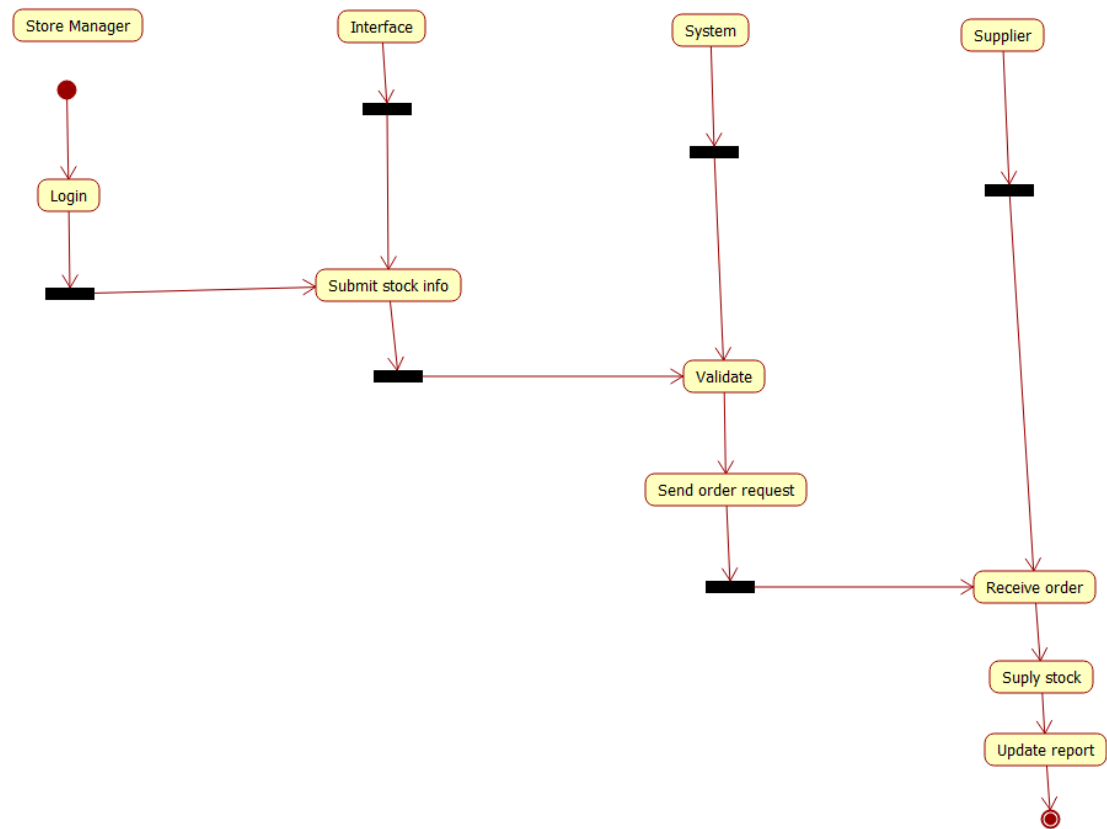 Store Manager
Interface
System
Supplier
Login
Submit stock info
Validate
Send order request
Receive order
Suply stock
Update report